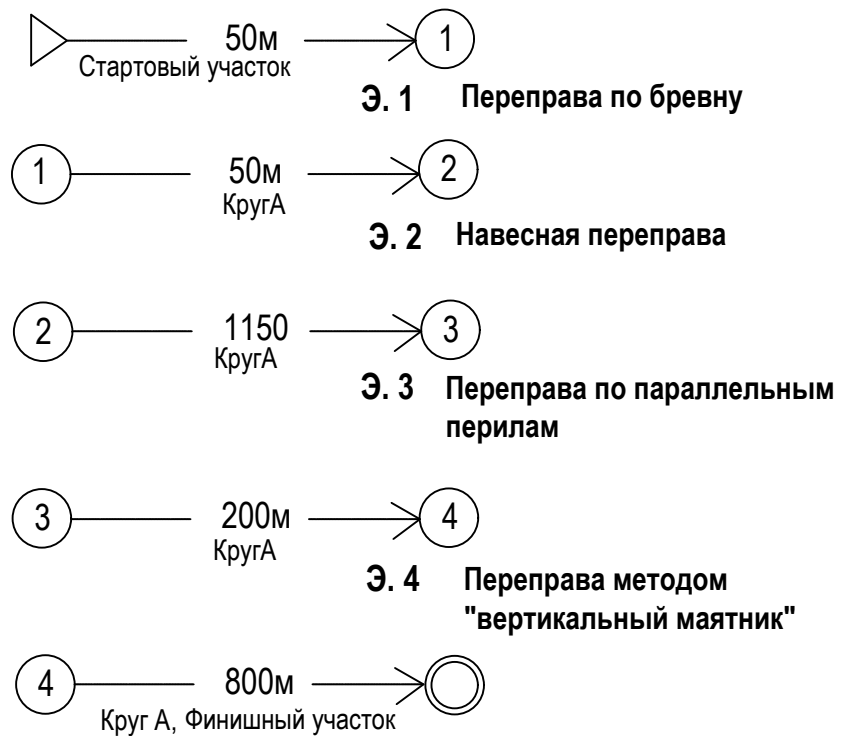 50м
1
Стартовый участок
Э. 1 Переправа по бревну
1
50м
2
КругА
Э. 2 Навесная переправа
2
1150
3
КругА
Э. 3 Переправа по параллельным
перилам
3
200м
4
КругА
Э. 4 Переправа методом
"вертикальный маятник"
4
800м
Круг А, Финишный участок